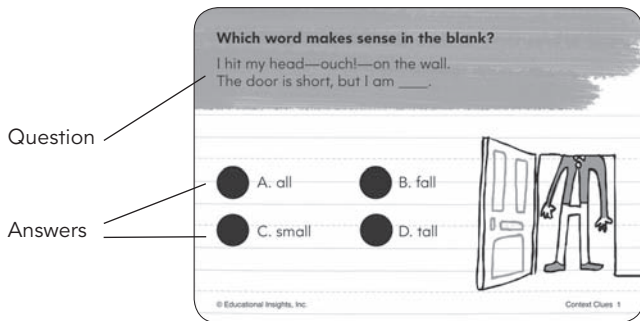 Which word makes sense in the blank?
I hit my head—ouch!—on the wall.
The door is short, but I am ____.
Question
A. all
B. fall
Answers
C. small
D. tall
© Educational Insights, Inc.
Context Clues 1